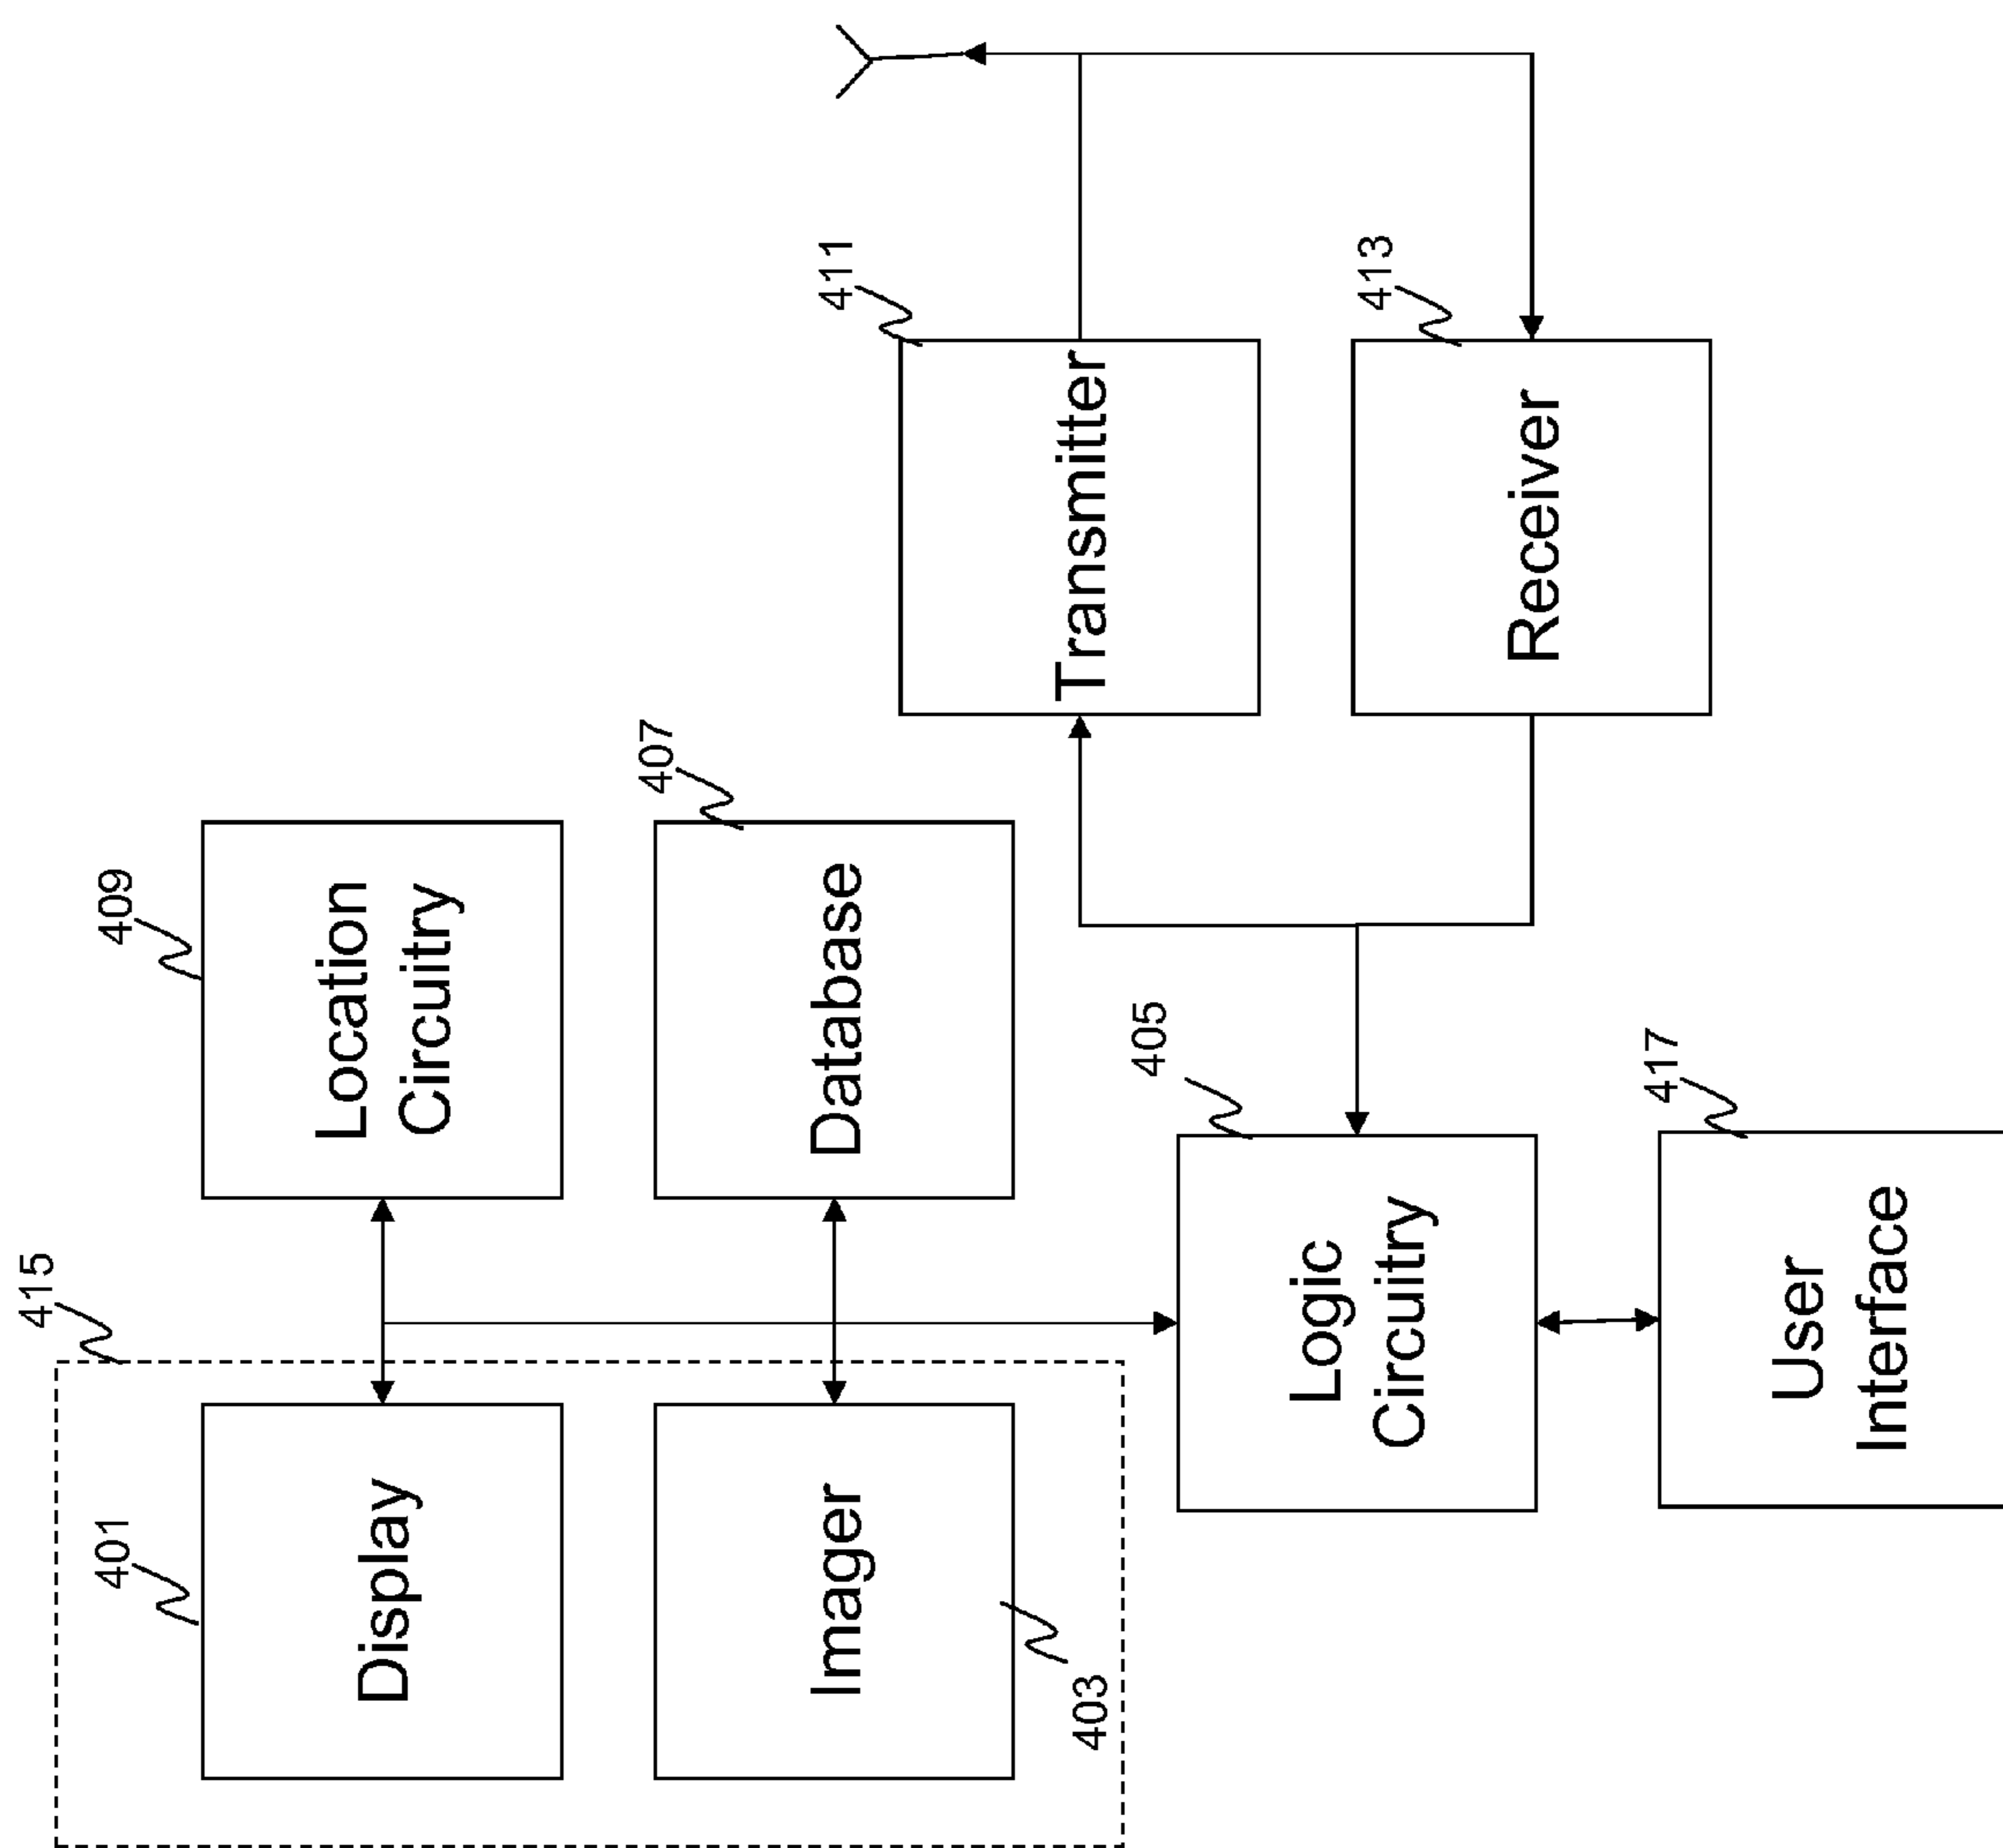 415
401
Display
409
Location
Circuitry
Imager
403
407
Database
411
Transmitter
405
Logic
Circuitry
413
Receiver
417
User
Interface